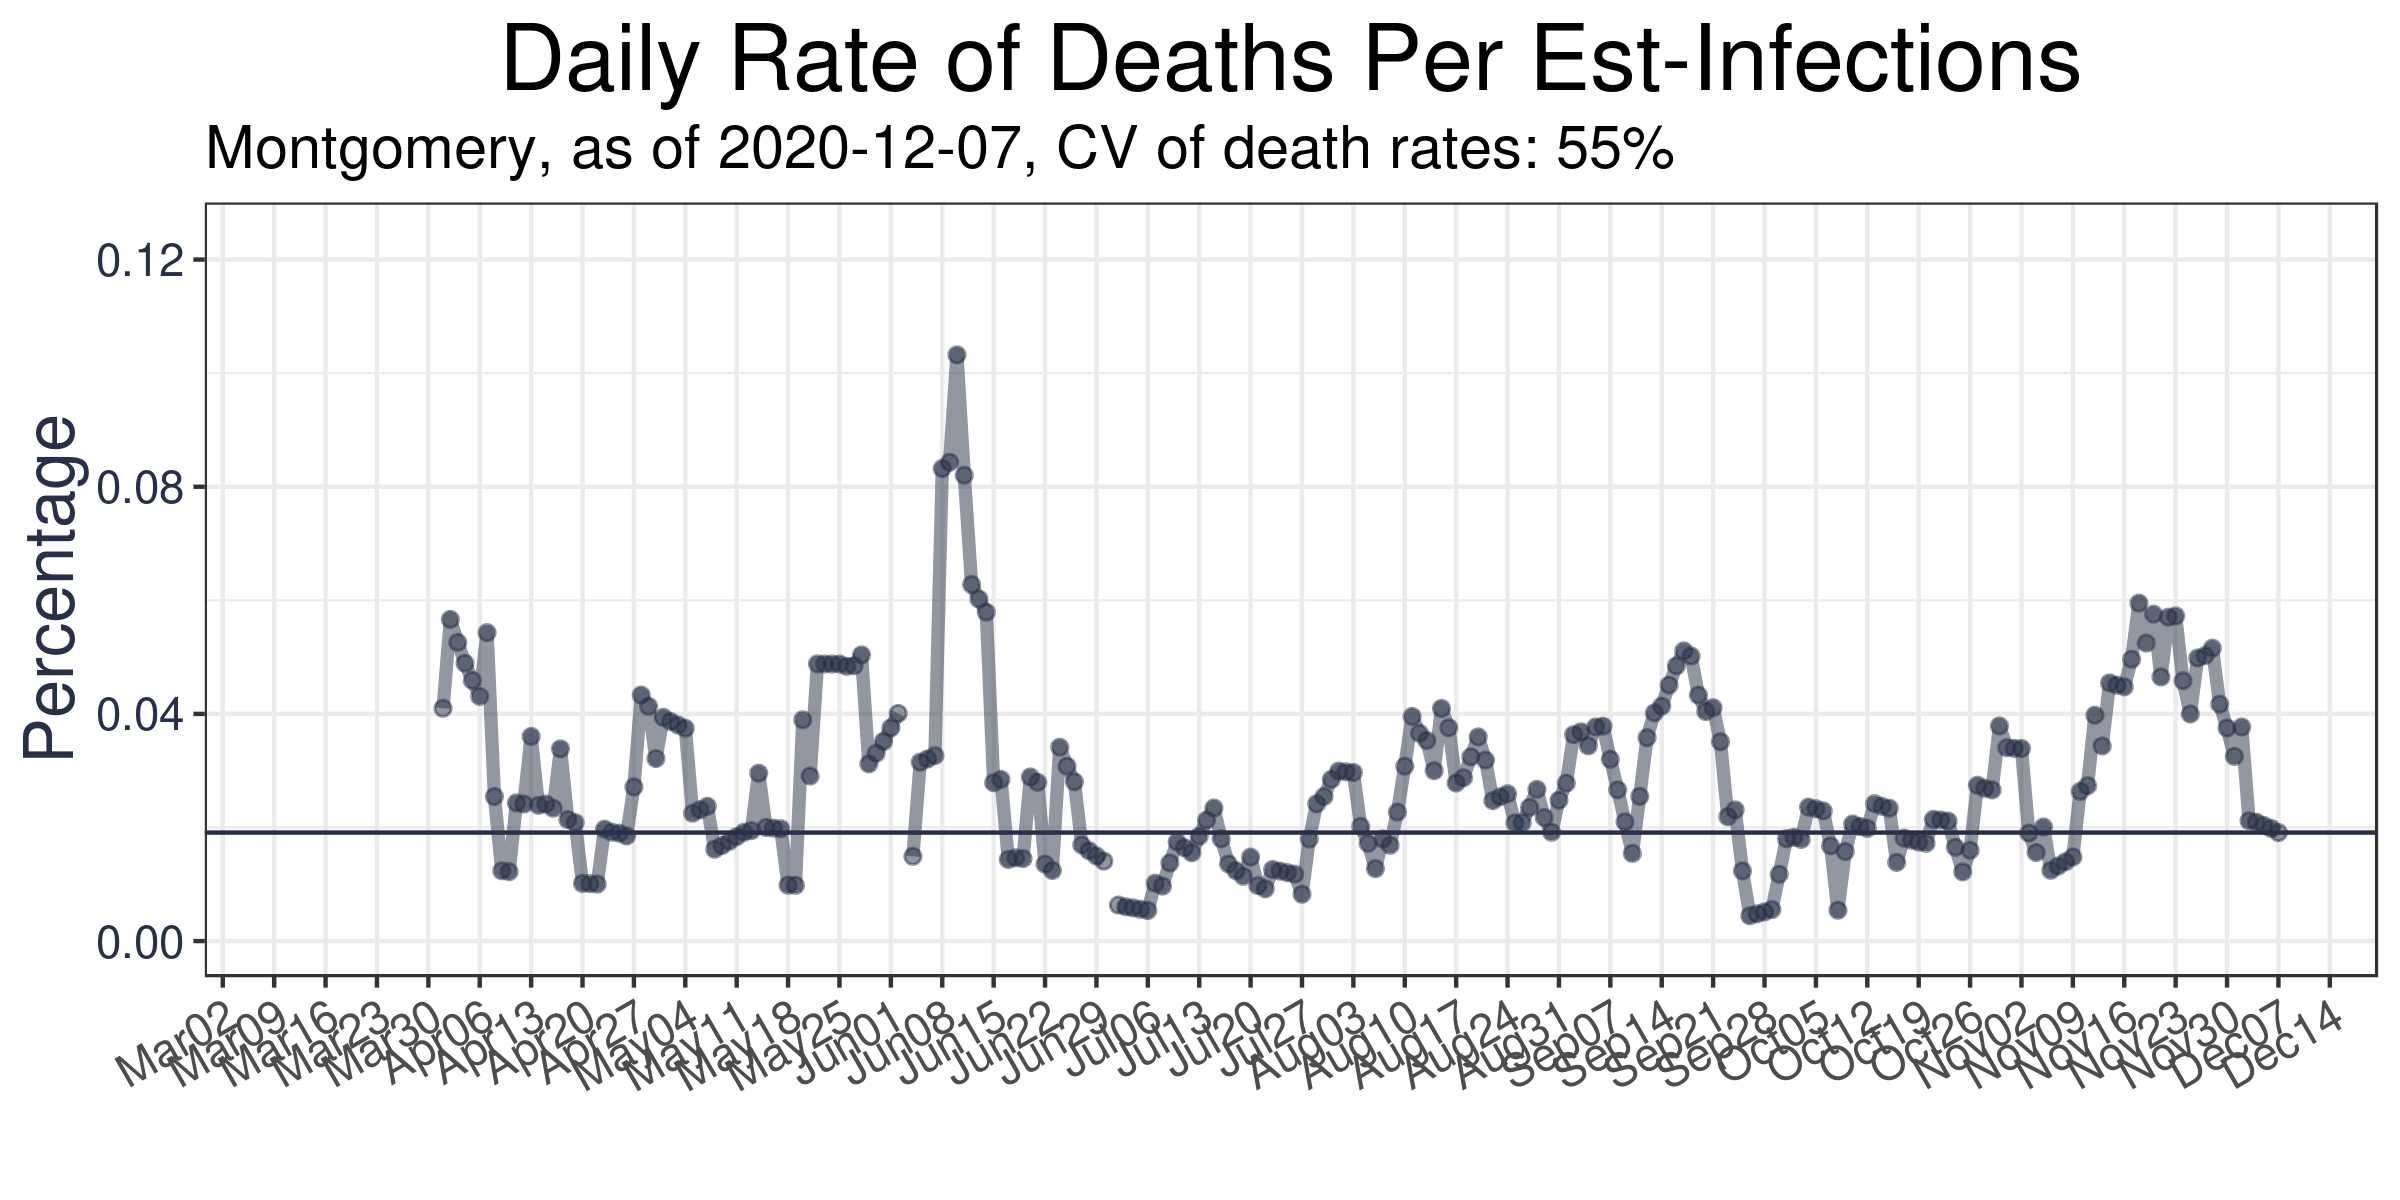 Daily Rate of Deaths Per Est-Infections
Montgomery, as of 2020-12-07, CV of death rates: 55%
Percentage
0.12
0.08
0.04
0.00
Mar02
Mar09
Mar16
Mar23
Mar30
Apr06
Apr13
Apr20
Apr27
May04
May11
May18
May25
Jun01
Jun08
Jun15
Jun22
Jun29
Jul06
Jul13
Jul20
Jul27
Aug03
Aug10
Aug17
Aug24
Aug31
Sep07
Sep14
Sep21
Sep28
Oct05
Oct12
Oct19
Oct26
Nov02
Nov09
Nov16
Nov23
Nov30
Dec07
Dec14